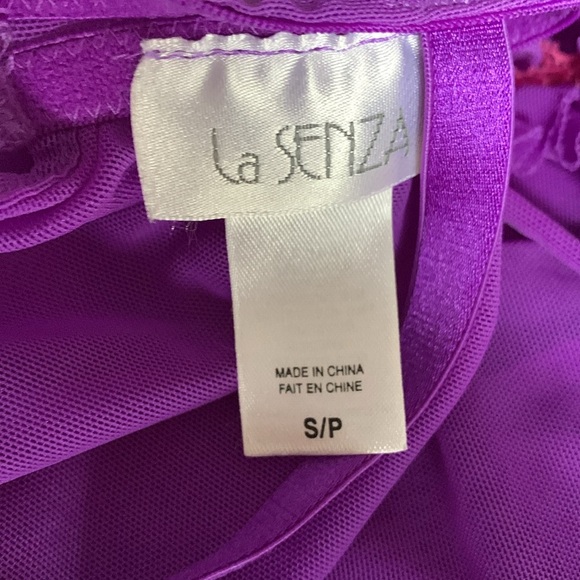 La SENZA
MADE IN CHINA
FAIT EN CHINE
S/P